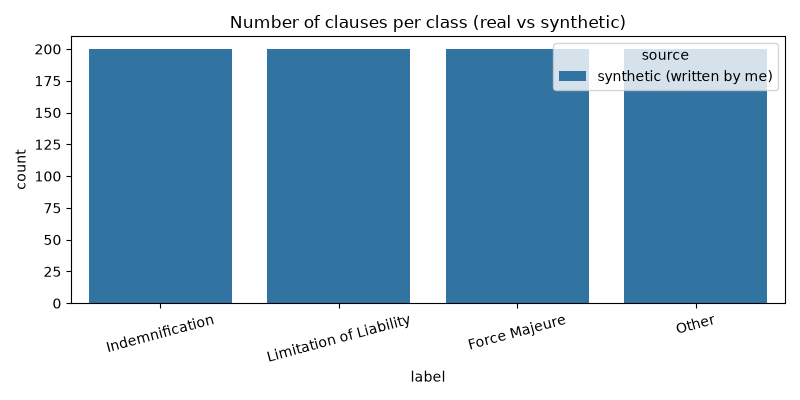 Number of clauses per class (real vs synthetic)
source
synthetic (written by me)
200
175
150
125
100
75
50
25
0
count
Indemnification
Limitation of Liability
Force Majeure
Other
label